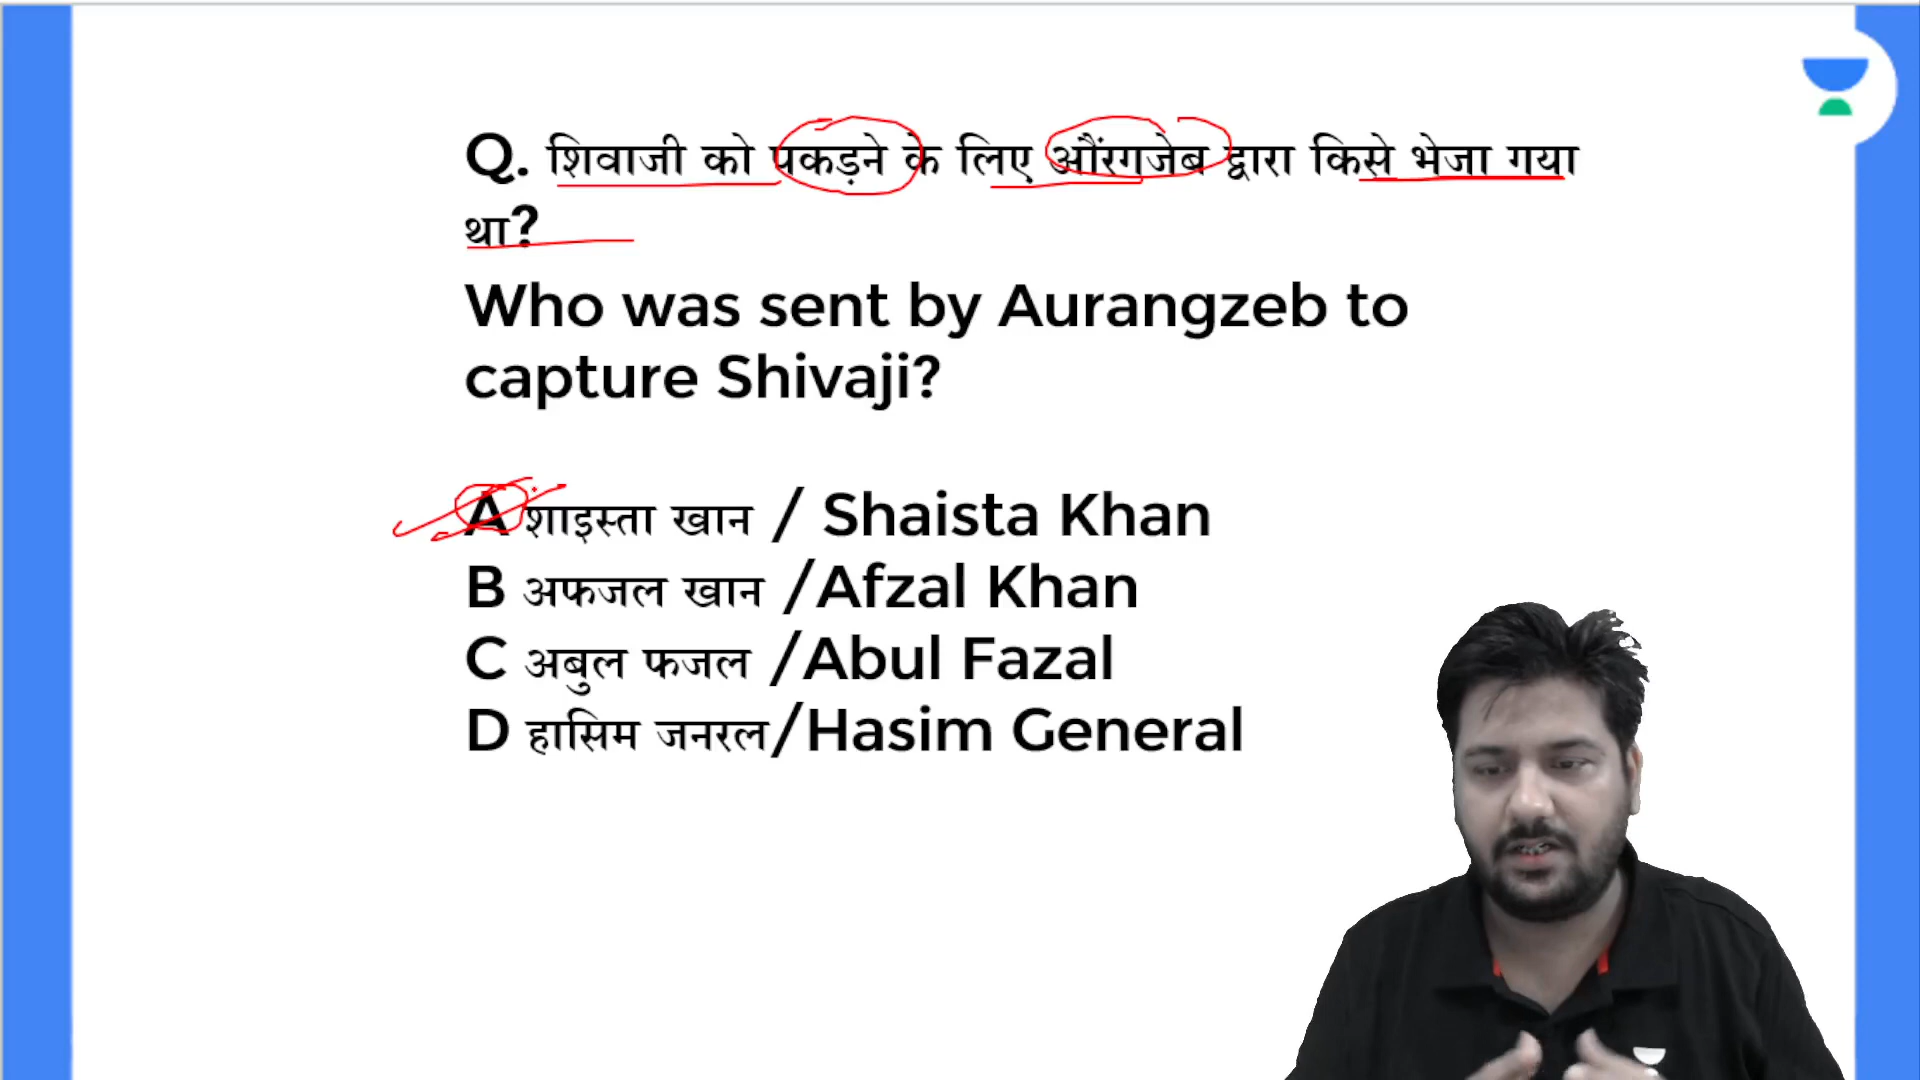 Q. शिवाजी को पकड़ने के लिए औरंगजेब द्वारा किसे भेजा गया
था?
Who was sent by Aurangzeb to
capture Shivaji?
A शाइस्ता खान / Shaista Khan
B अफजल खान /Afzal Khan
C अबुल फजल /Abul Fazal
D हासिम जनरल/Hasim General